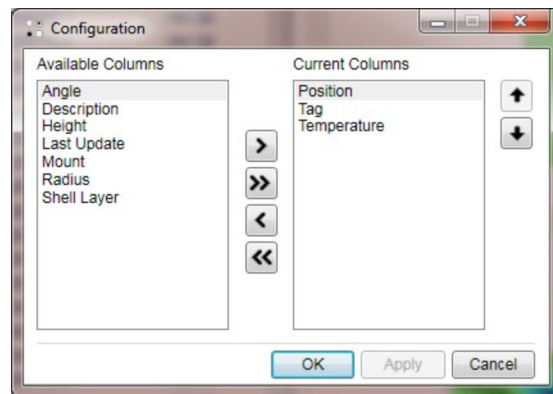 Configuration
Available Columns
Angle
Description
Height
Last Update
Mount
Radius
Shell Layer
Current Columns
Position
Tag
Temperature
OK
Apply
Cancel